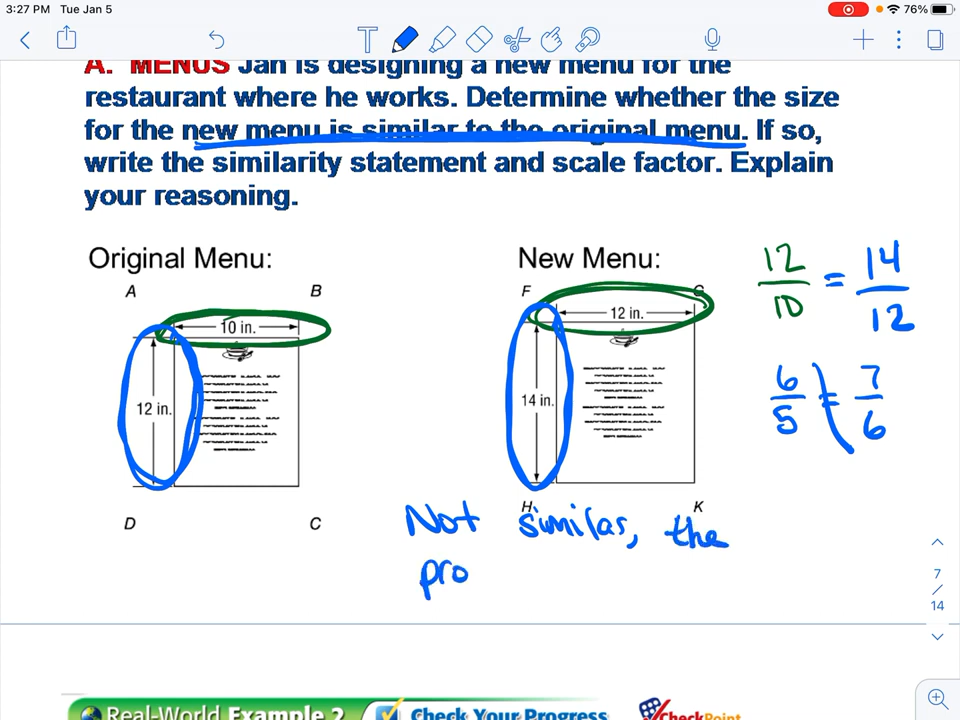 3:27 PM Tue Jan 5
76%
T
A. MENUS Jan is designing a new menu for the
restaurant where he works. Determine whether the size
for the new menu is similar to the original menu. If so,
write the similarity statement and scale factor. Explain
your reasoning.
Original Menu:
New Menu:
A B
F G
10 in.
12 in.
12 in.
14 in.
D C
H K
12/10 = 14/12
6/5 = 7/6
Not similar, the
pro
7
/
14
Real-World Example 2
Check Your Progress
CheckPoint